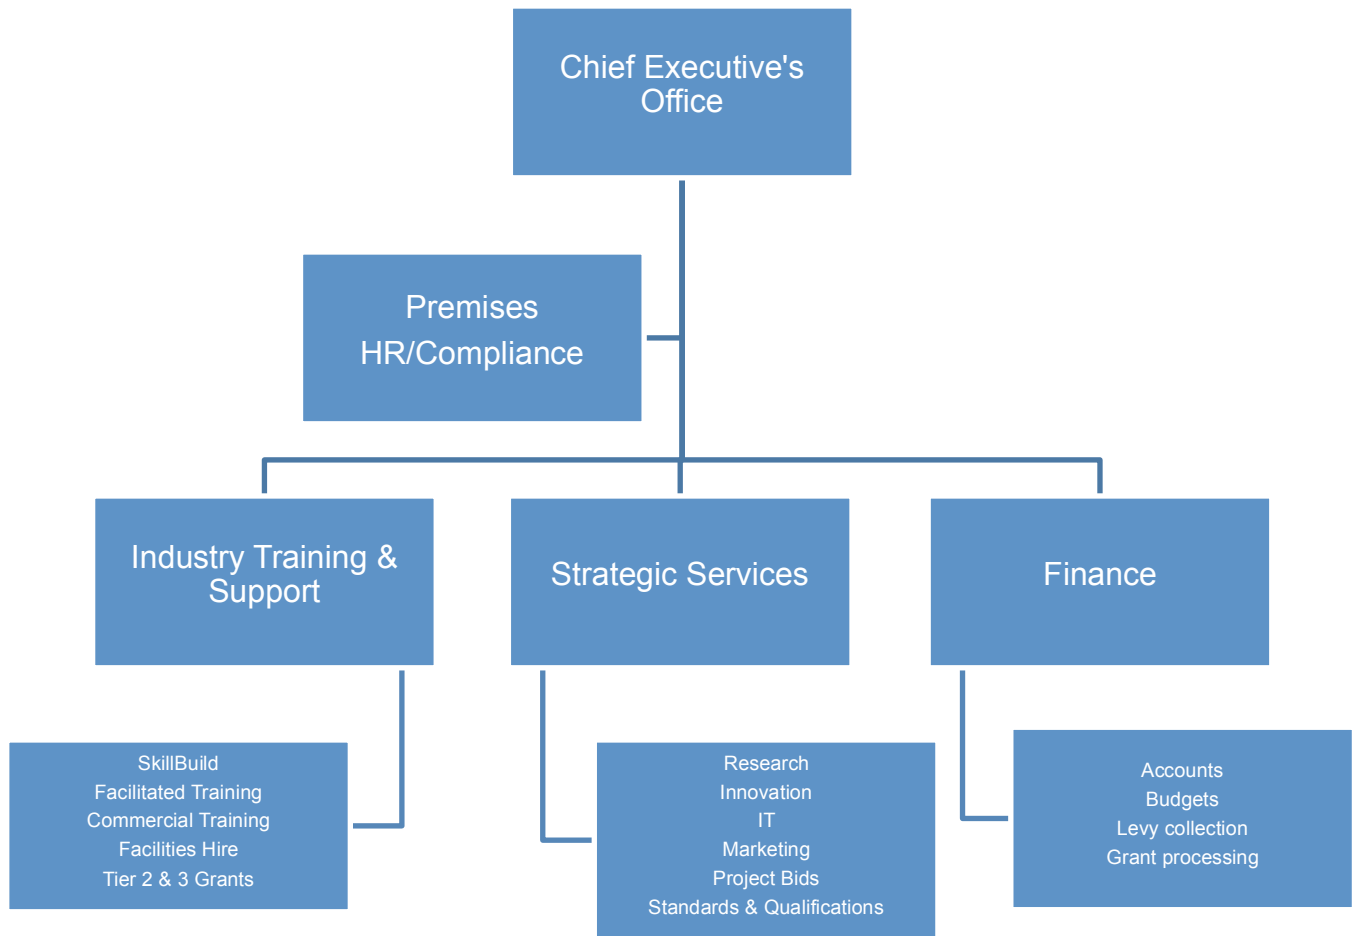 Chief Executive's
Office
Premises
HR/Compliance
Industry Training &
Support
Strategic Services
Finance
SkillBuild
Facilitated Training
Commercial Training
Facilities Hire
Tier 2 & 3 Grants
Research
Innovation
IT
Marketing
Project Bids
Standards & Qualifications
Accounts
Budgets
Levy collection
Grant processing